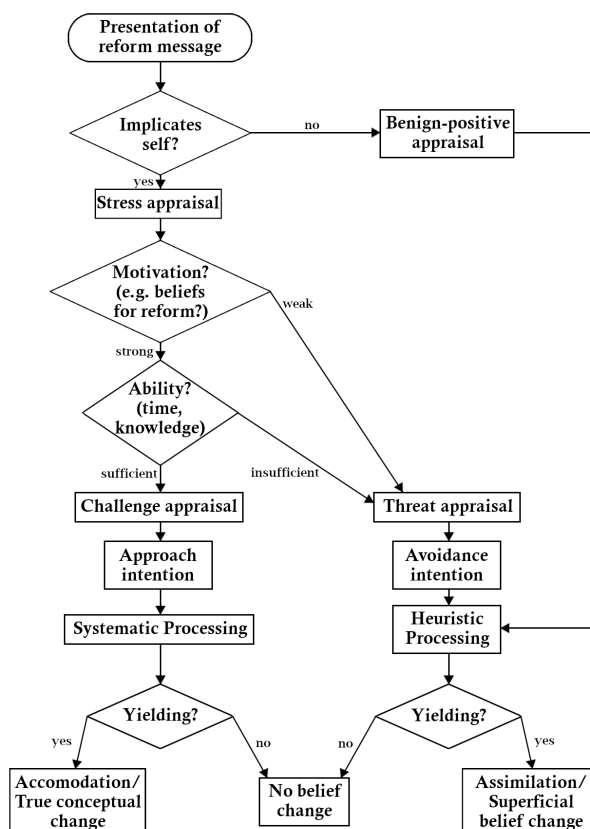 Presentation of
reform message
Implicates
self?
no
Benign-positive
appraisal
yes
Stress appraisal
Motivation?
(e.g. beliefs
for reform?)
weak
strong
Ability?
(time,
knowledge)
sufficient
insufficient
Challenge appraisal
Threat appraisal
Approach
intention
Avoidance
intention
Systematic Processing
Heuristic
Processing
Yielding?
Yielding?
yes
no
no
yes
Accomodation/
True conceptual
change
No belief
change
Assimilation/
Superficial
belief change